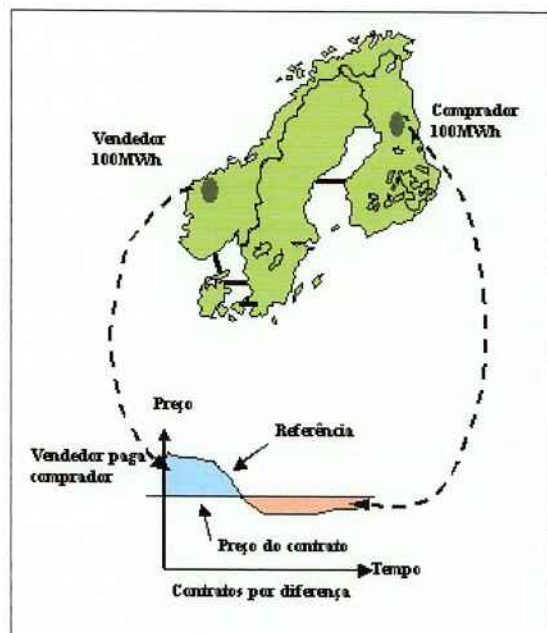 Vendedor
100MWh
Comprador
100MWh
Preço
Referência
Vendedor paga
comprador
Preço do contrato
Tempo
Contratos por diferença